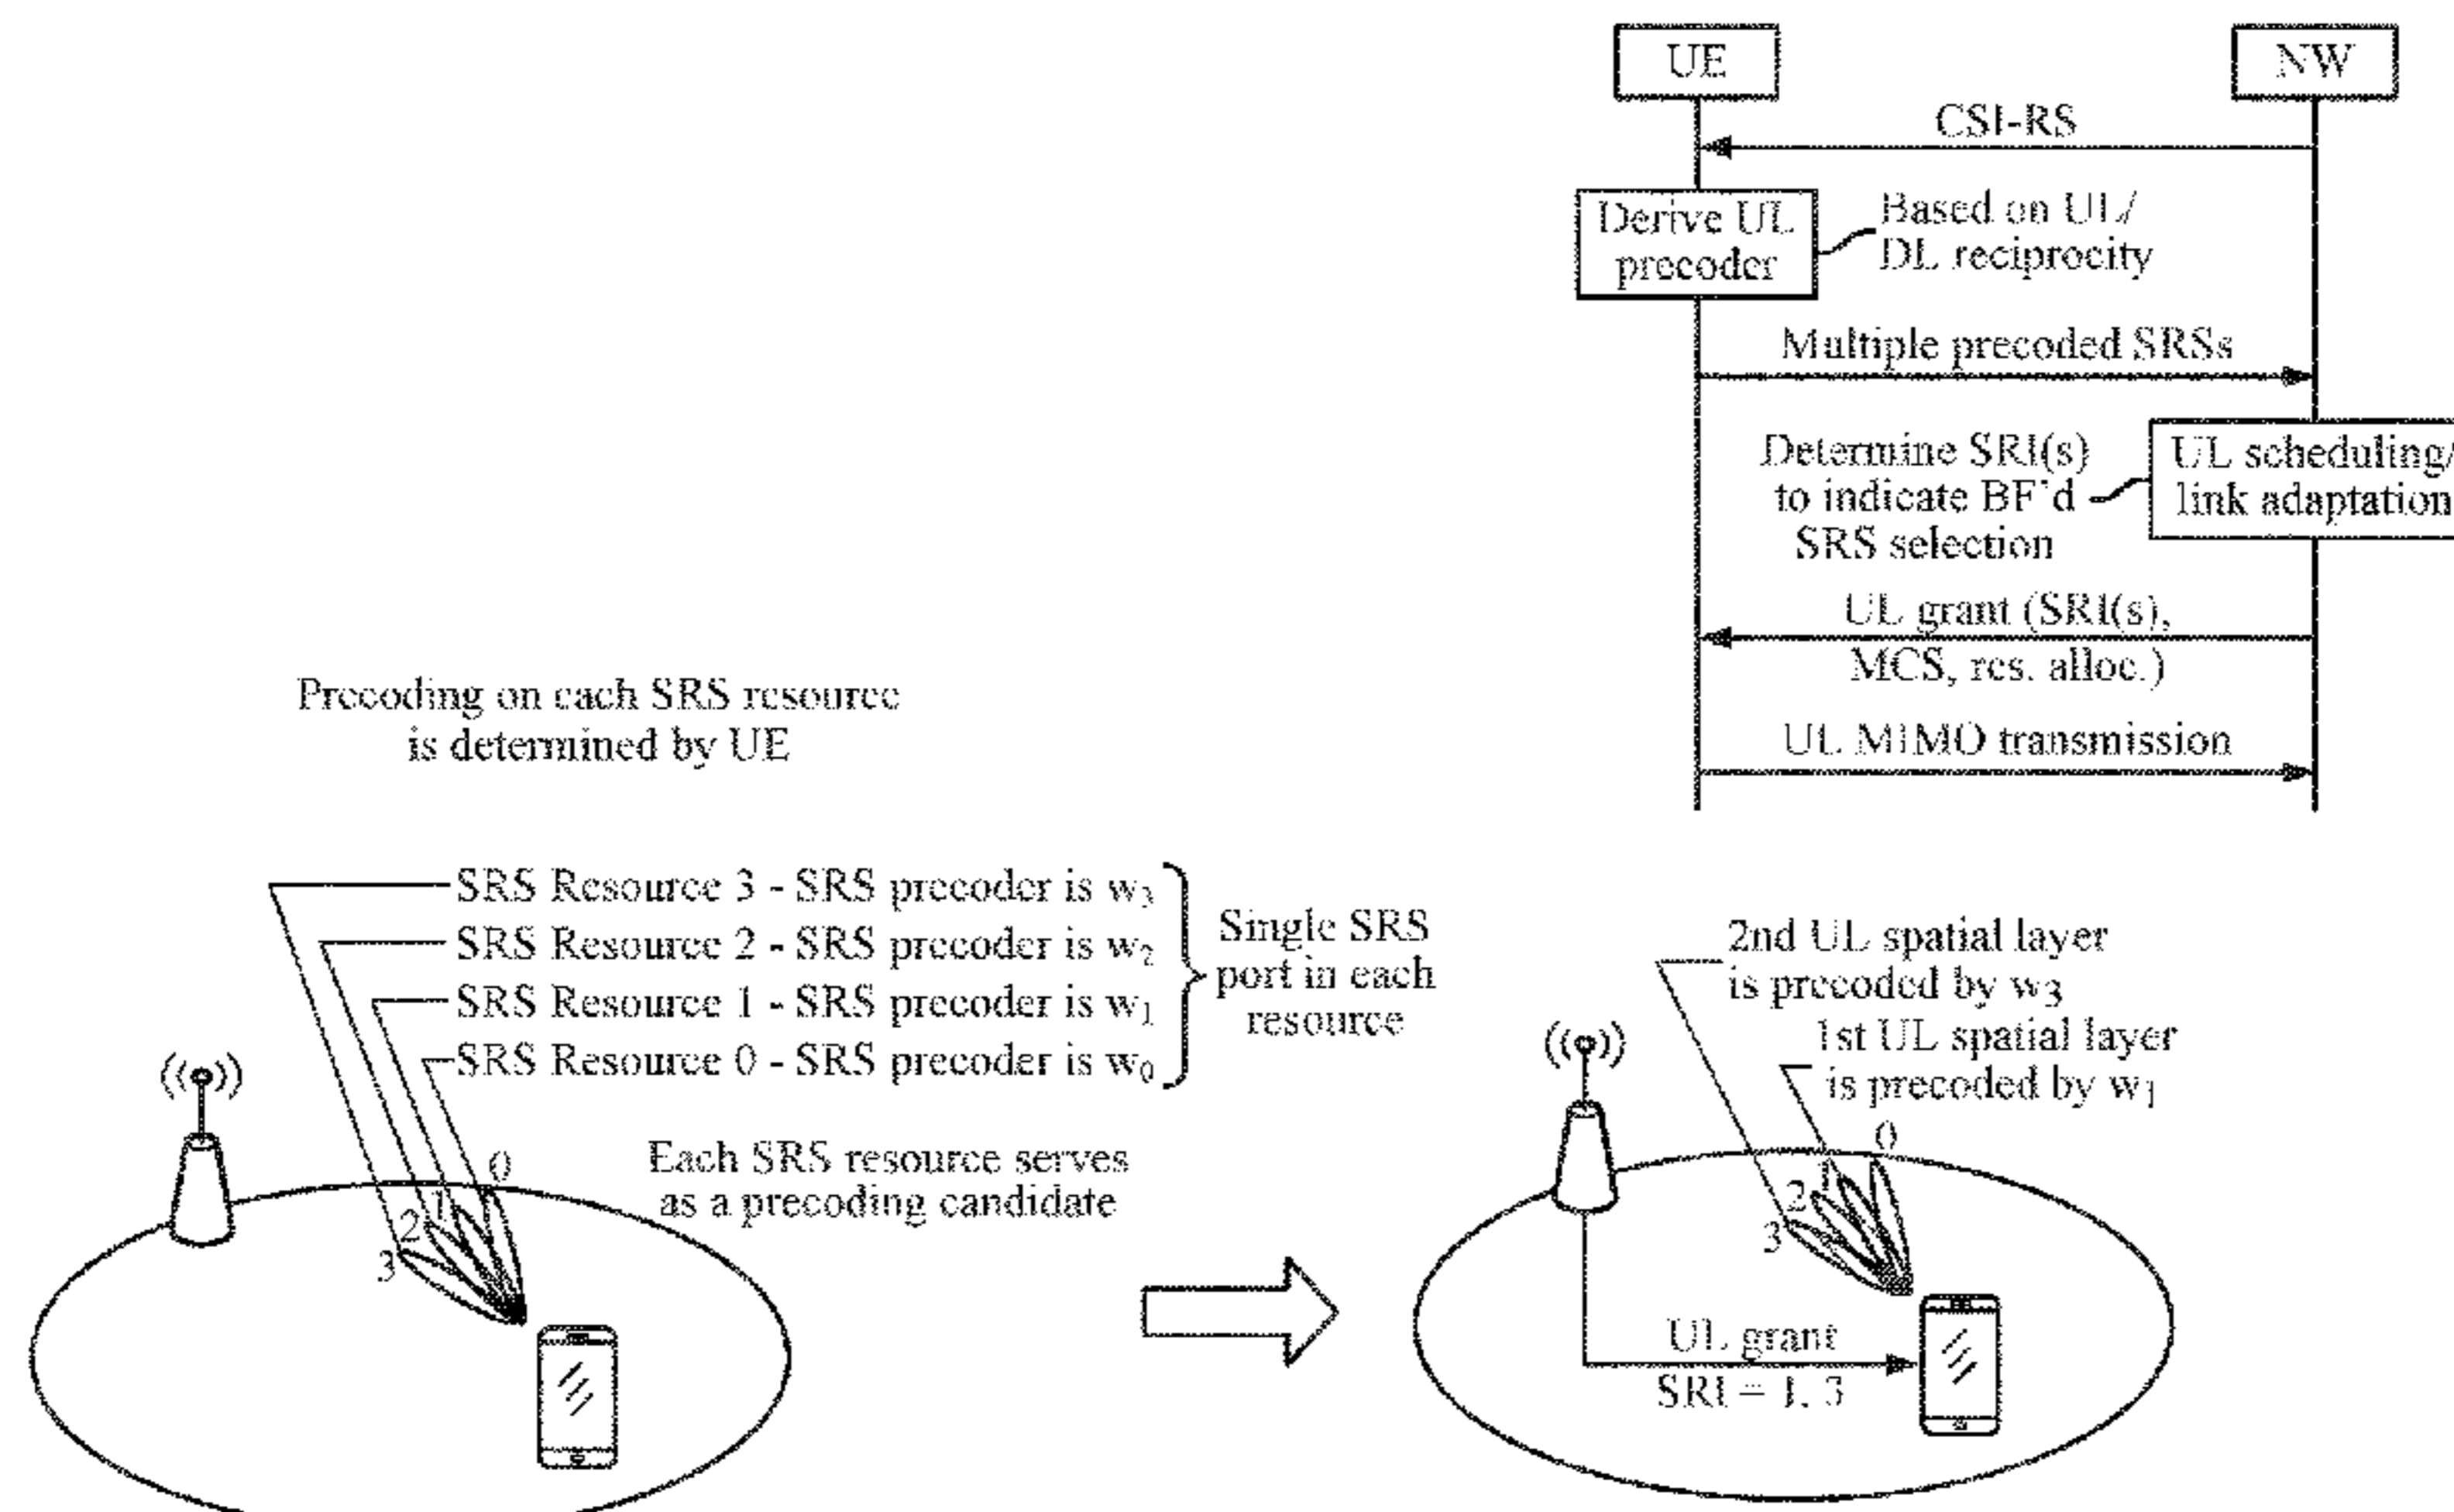 UE
NW
CSI-RS
Derive UL
precoder
Based on UL/
DL reciprocity
Multiple precoded SRSs
Determine SRI(s)
to indicate BF'd
SRS selection
UL scheduling/
link adaptation
UL grant (SRI(s),
MCS, res. alloc.)
UL MIMO transmission
Precoding on each SRS resource
is determined by UE
SRS Resource 3 - SRS precoder is w₃
SRS Resource 2 - SRS precoder is w₂
SRS Resource 1 - SRS precoder is w₁
SRS Resource 0 - SRS precoder is w₀
Single SRS
port in each
resource
Each SRS resource serves
as a precoding candidate
0
1
2
3
2nd UL spatial layer
is precoded by w₃
1st UL spatial layer
is precoded by w₁
0
1
2
3
UL grant
SRI = 1, 3